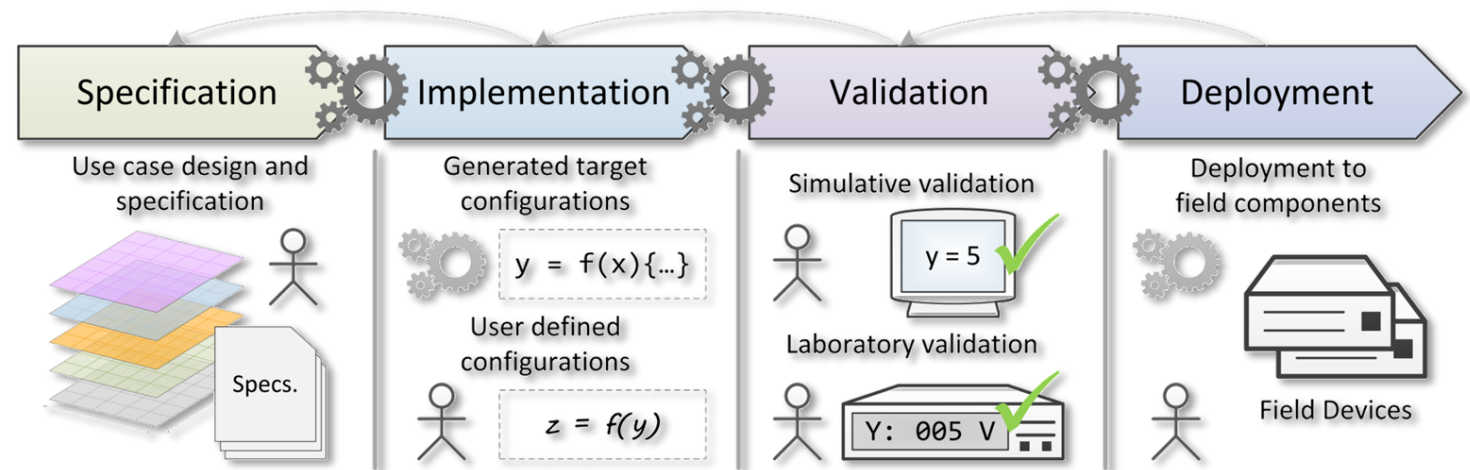 Specification
Implementation
Validation
Deployment
Use case design and
specification
Specs.
Generated target
configurations
y = f(x){…}
User defined
configurations
z = f(y)
Simulative validation
y = 5
Laboratory validation
Y: 005 V
Deployment to
field components
Field Devices